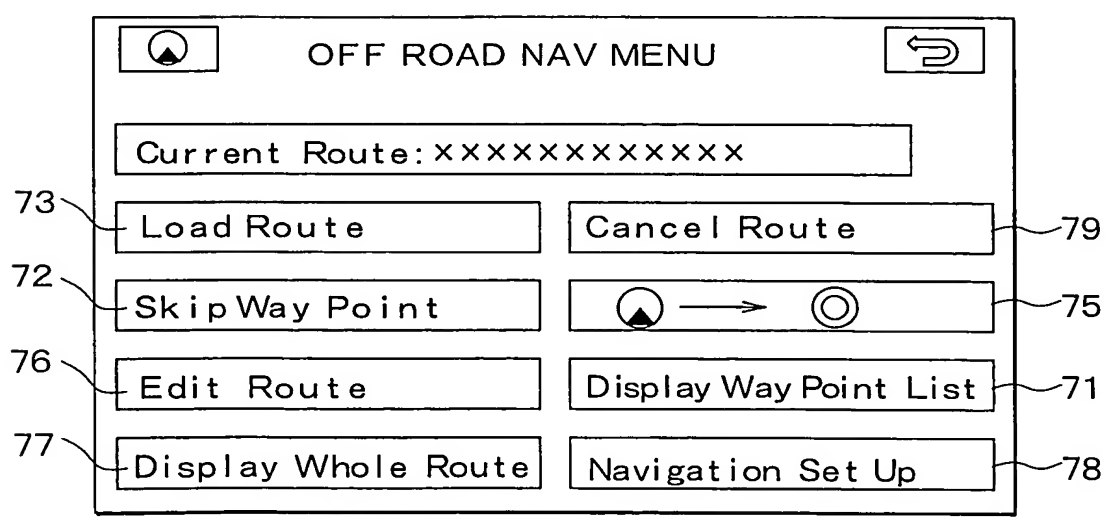 OFF ROAD NAV MENU
Current Route: ××××××××××××
73 Load Route Cancel Route 79
72 Skip Way Point 75
76 Edit Route Display Way Point List 71
77 Display Whole Route Navigation Set Up 78